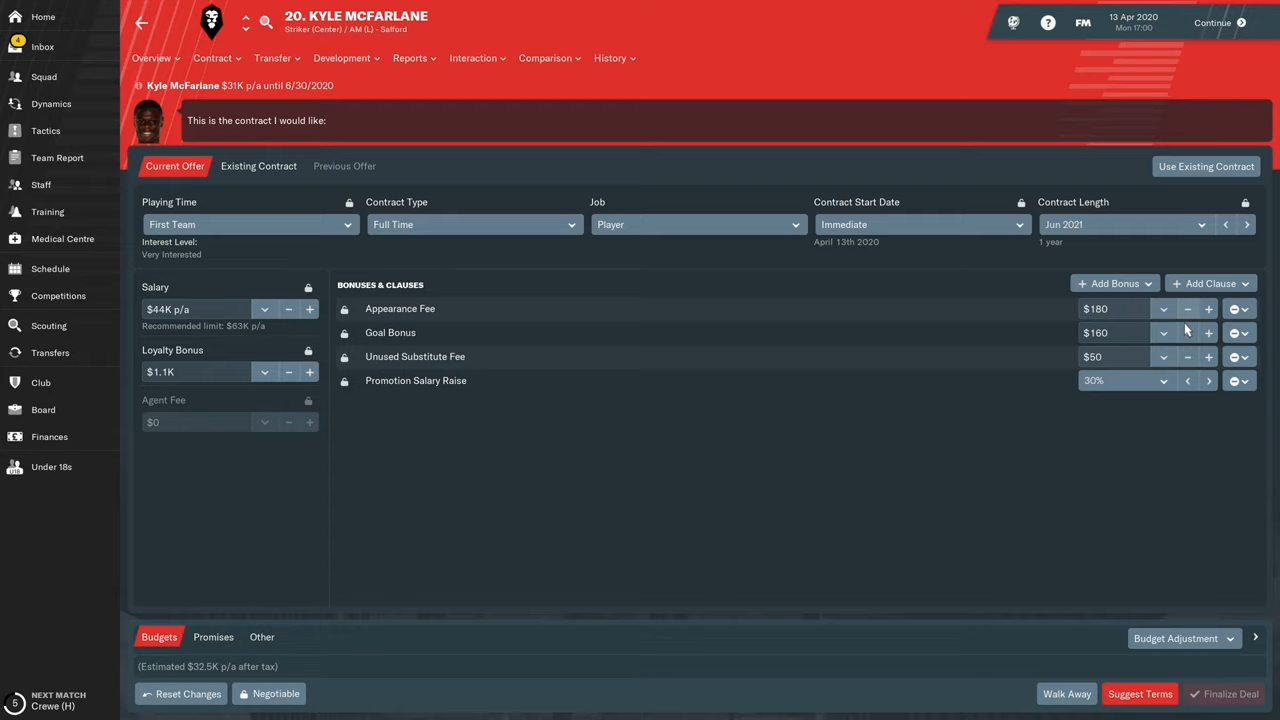 20. KYLE MCFARLANE
Striker (Center) / AM (L) - Salford
FM
13 Apr 2020
Mon 17:00
Continue
Home
4
Inbox
Squad
Dynamics
Tactics
Team Report
Staff
Training
Medical Centre
Schedule
Competitions
Scouting
Transfers
Club
Board
Finances
U18
Under 18s
5
NEXT MATCH
Crewe (H)
Overview
Contract
Transfer
Development
Reports
Interaction
Comparison
History
Kyle McFarlane $31K p/a until 6/30/2020
This is the contract I would like:
Current Offer
Existing Contract
Previous Offer
Use Existing Contract
Playing Time
Contract Type
Job
Contract Start Date
Contract Length
First Team
Full Time
Player
Immediate
Jun 2021
Interest Level:
Very Interested
April 13th 2020
1 year
Salary
$44K p/a
Recommended limit: $63K p/a
Loyalty Bonus
$1.1K
Agent Fee
$0
BONUSES & CLAUSES
+ Add Bonus
+ Add Clause
Appearance Fee
$180
Goal Bonus
$160
Unused Substitute Fee
$50
Promotion Salary Raise
30%
Budgets
Promises
Other
Budget Adjustment
(Estimated $32.5K p/a after tax)
Reset Changes
Negotiable
Walk Away
Suggest Terms
Finalize Deal